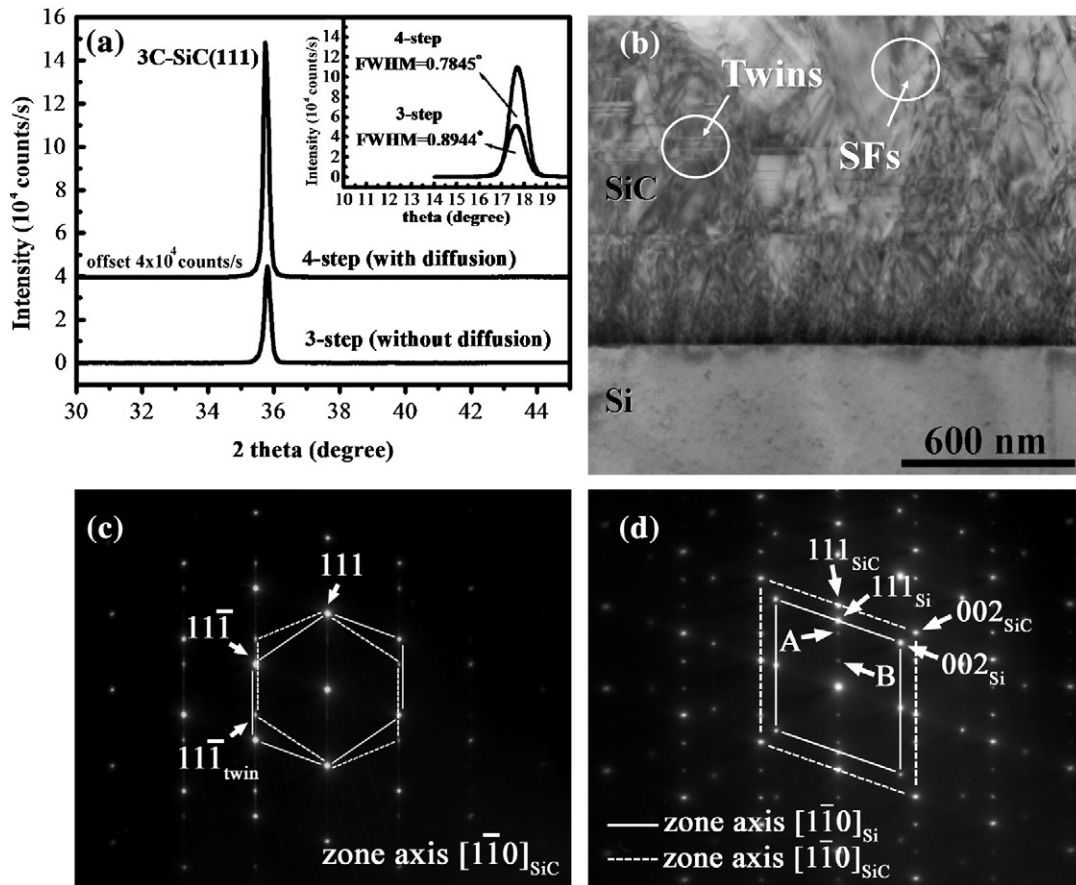 (a)
3C-SiC(111)
16
14
12
10
8
6
4
2
0
Intensity (10⁴ counts/s)
offset 4x10⁴ counts/s
4-step (with diffusion)
3-step (without diffusion)
30 32 34 36 38 40 42 44
2 theta (degree)
14
12
10
8
6
4
2
0
Intensity (10⁴ counts/s)
4-step
FWHM=0.7845°
3-step
FWHM=0.8944°
10 11 12 13 14 15 16 17 18 19
theta (degree)
(b)
Twins
SFs
SiC
Si
600 nm
(c)
111
111̅
111̅ twin
zone axis [11̅0]SiC
(d)
111SiC
111Si
002SiC
A
002Si
B
zone axis [11̅0]Si
zone axis [11̅0]SiC